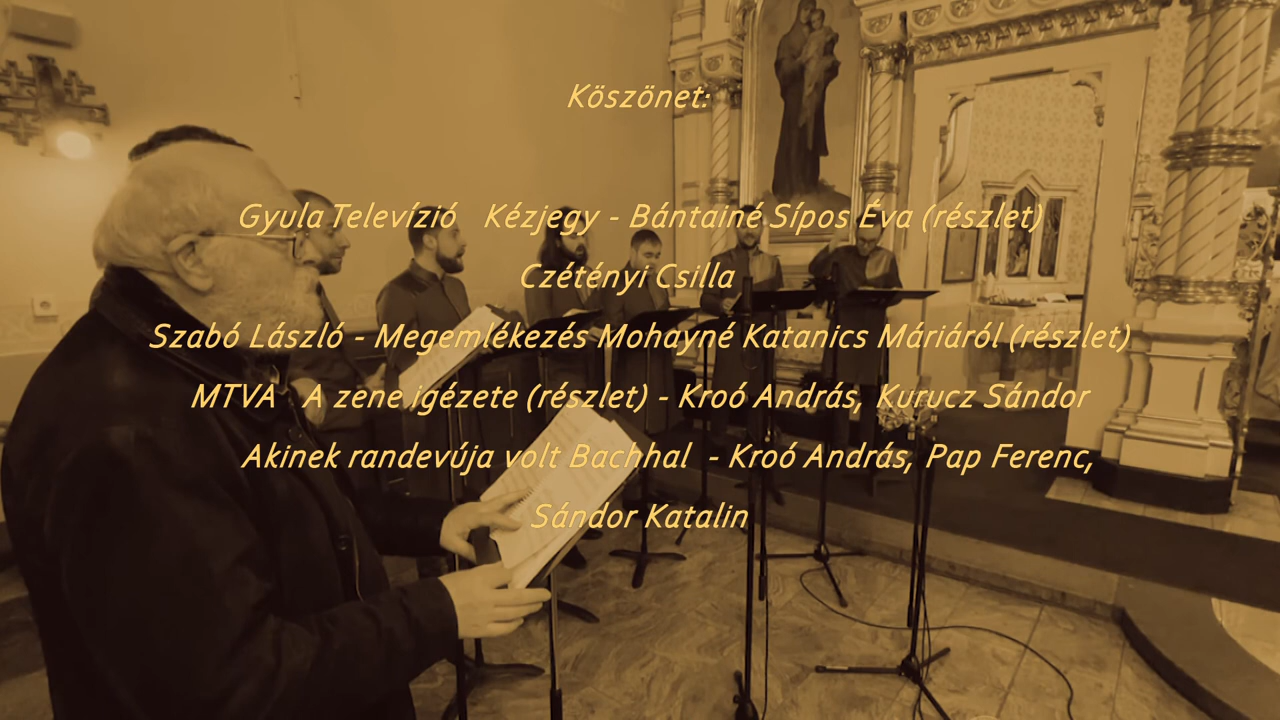 Köszönet:
Gyula Televízió Kézjegy - Bántainé Sípos Éva (részlet)
Czétényi Csilla
Szabó László - Megemlékezés Mohayné Katanics Máriáról (részlet)
MTVA A zene igézete (részlet) - Kroó András, Kurucz Sándor
Akinek randevúja volt Bachhal - Kroó András, Pap Ferenc,
Sándor Katalin